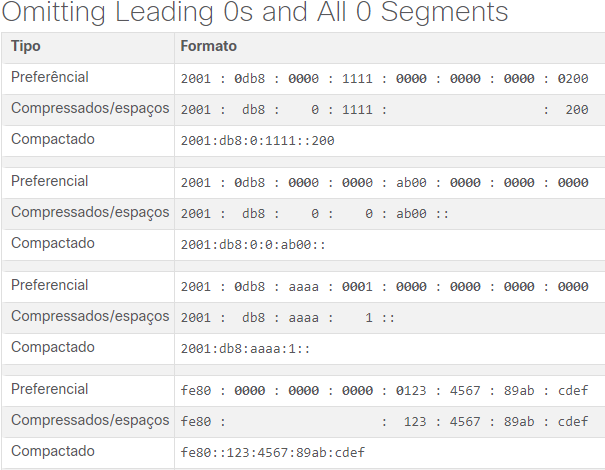 Omitting Leading 0s and All 0 Segments
Tipo Formato
Preferêncial 2001 : 0db8 : 0000 : 1111 : 0000 : 0000 : 0000 : 0200
Compressados/espaços 2001 : db8 : 0 : 1111 : : 200
Compactado 2001:db8:0:1111::200
Preferencial 2001 : 0db8 : 0000 : 0000 : ab00 : 0000 : 0000 : 0000
Compressados/espaços 2001 : db8 : 0 : 0 : ab00 ::
Compactado 2001:db8:0:0:ab00::
Preferencial 2001 : 0db8 : aaaa : 0001 : 0000 : 0000 : 0000 : 0000
Compressados/espaços 2001 : db8 : aaaa : 1 ::
Compactado 2001:db8:aaaa:1::
Preferencial fe80 : 0000 : 0000 : 0000 : 0123 : 4567 : 89ab : cdef
Compressados/espaços fe80 : : 123 : 4567 : 89ab : cdef
Compactado fe80::123:4567:89ab:cdef